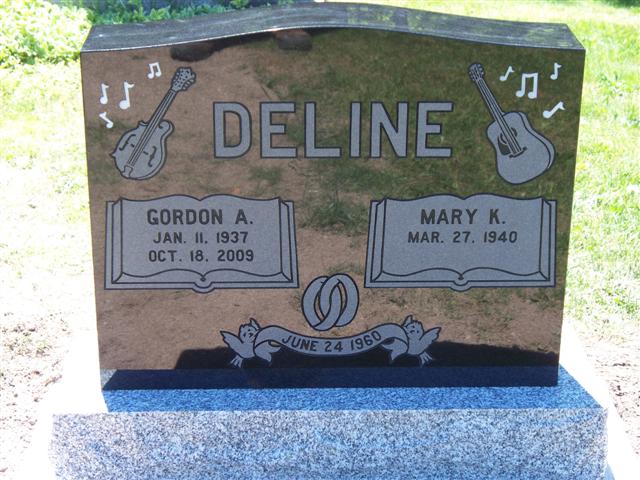 DELINE
GORDON A.
JAN. 11, 1937
OCT. 18, 2009
MARY K.
MAR. 27, 1940
JUNE 24 1960